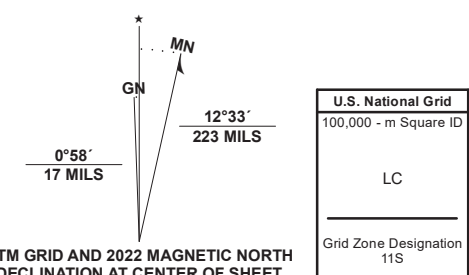 ★
MN
GN
12°33´
223 MILS
0°58´
17 MILS
TM GRID AND 2022 MAGNETIC NORTH
DECLINATION AT CENTER OF SHEET
U.S. National Grid
100,000 - m Square ID
LC
Grid Zone Designation
11S